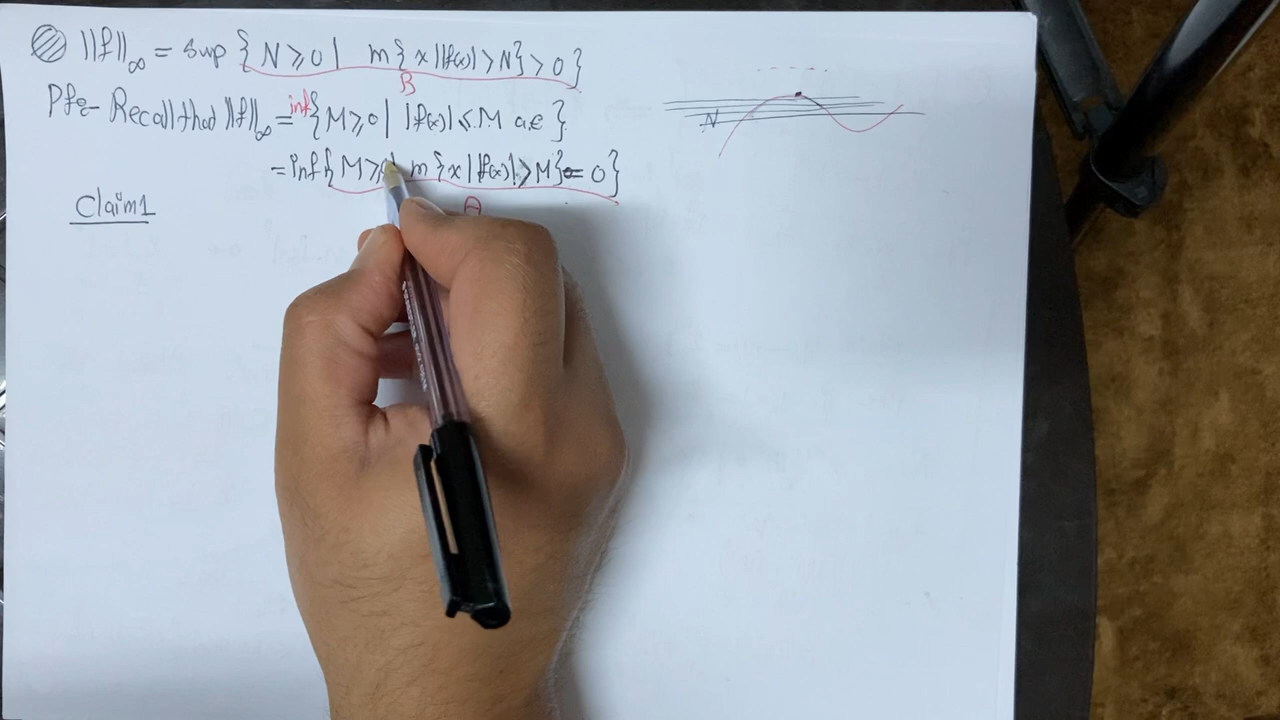 ||f||∞ = sup { N ≥ 0 | m { x | |f(x)| > N } > 0 }
B
Pf:- Recall that ||f||∞ = inf { M ≥ 0 | |f(x)| ≤ M a.e }
= inf { M ≥ 0 | m { x | |f(x)| > M } = 0 }
A
Claim 1
N